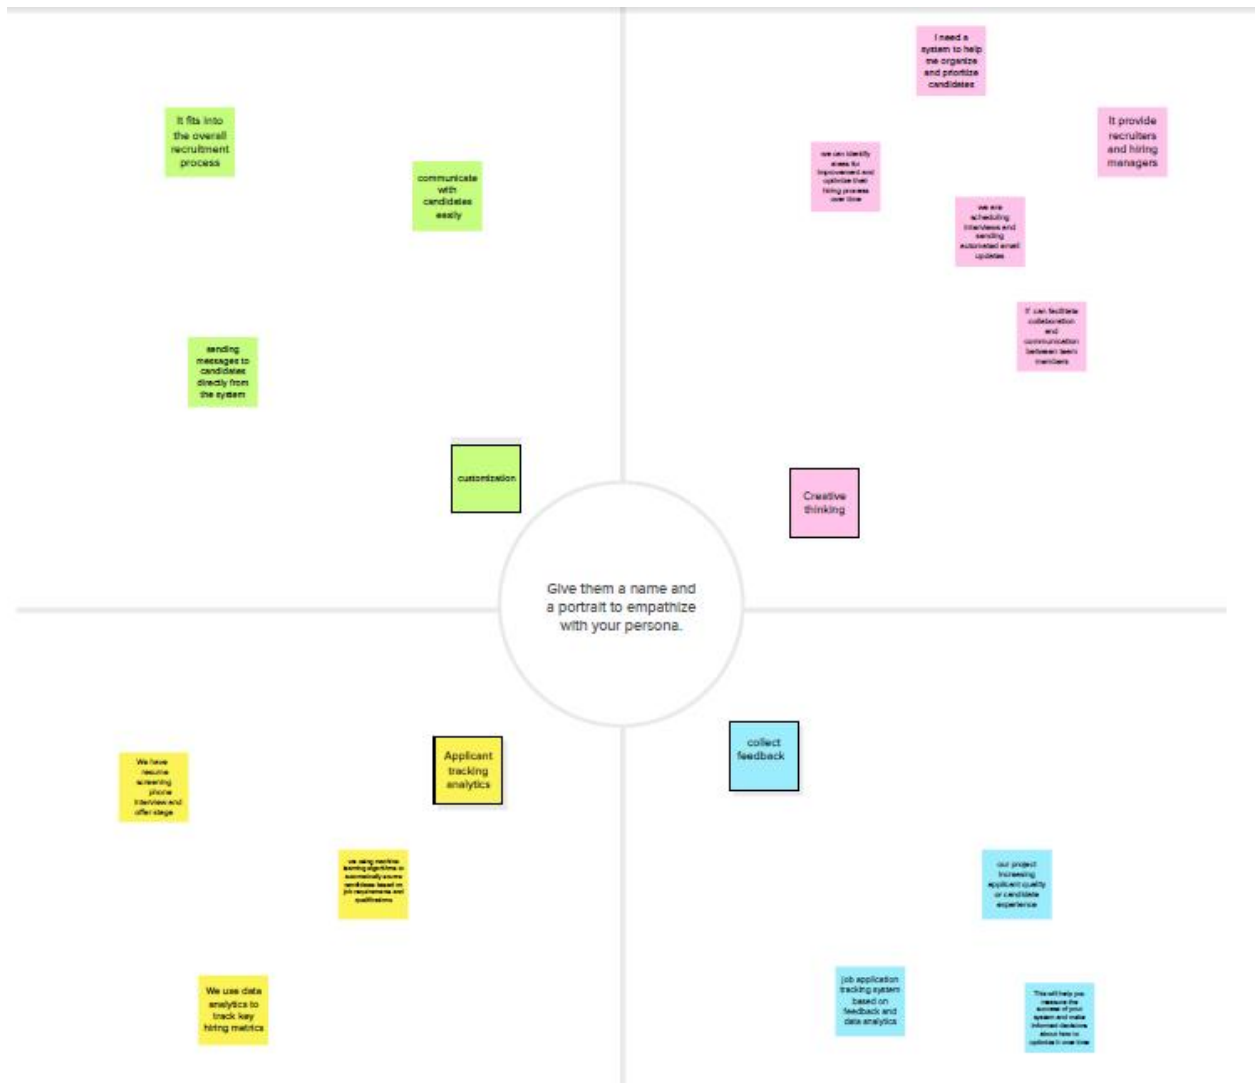 It fits into
the overall
recruitment
process
communicate
with
candidates
easily
sending
messages to
candidates
directly from
the system
customization
I need a
system to help
me organize
and prioritize
candidates
It provide
recruiters
and hiring
managers
we can identify
areas for
improvement and
optimize their
hiring process
over time
we are
scheduling
interviews and
sending
automated email
updates
can facilitate
collaboration
and
communication
between team
members
Creative
thinking
Give them a name and
a portrait to empathize
with your persona.
We have
resume
screening
phone
interview and
offer stage
Applicant
tracking
analytics
we using machine
learning algorithms to
automatically
candidates based on
job requirements and
qualifications
We use data
analytics to
track key
hiring metrics
collect
feedback
our project
increasing
applicant quality
or candidate
experience
job application
tracking system
based on
feedback and
data analytics
This will help you
measure the
success of your
system and make
informed decisions
about how to
optimize it over time